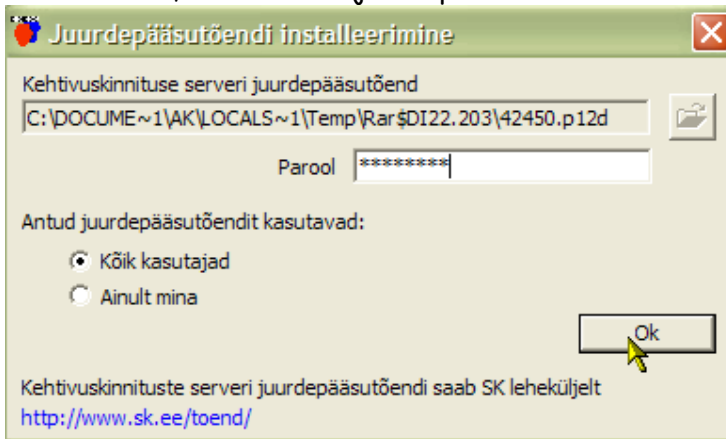 Juurdepääsutõendi installeerimine
Kehtivuskinnituse serveri juurdepääsutõend
C:\DOCUME~1\AK\LOCALS~1\Temp\Rar$DI22.203\42450.p12d
Parool ********
Antud juurdepääsutõendit kasutavad:
Kõik kasutajad
Ainult mina
Ok
Kehtivuskinnituste serveri juurdepääsutõendi saab SK leheküljelt
http://www.sk.ee/toend/